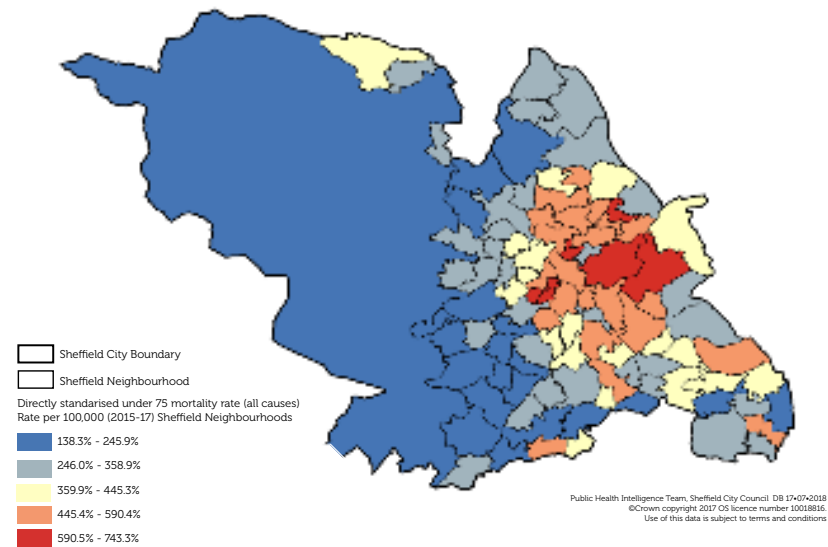 Sheffield City Boundary
Sheffield Neighbourhood
Directly standarised under 75 mortality rate (all causes)
Rate per 100,000 (2015-17) Sheffield Neighbourhoods
138.3% - 245.9%
246.0% - 358.9%
359.9% - 445.3%
445.4% - 590.4%
590.5% - 743.3%
Public Health Intelligence Team, Sheffield City Council DB 17•07•2018
©Crown copyright 2017 OS licence number 10018816.
Use of this data is subject to terms and conditions